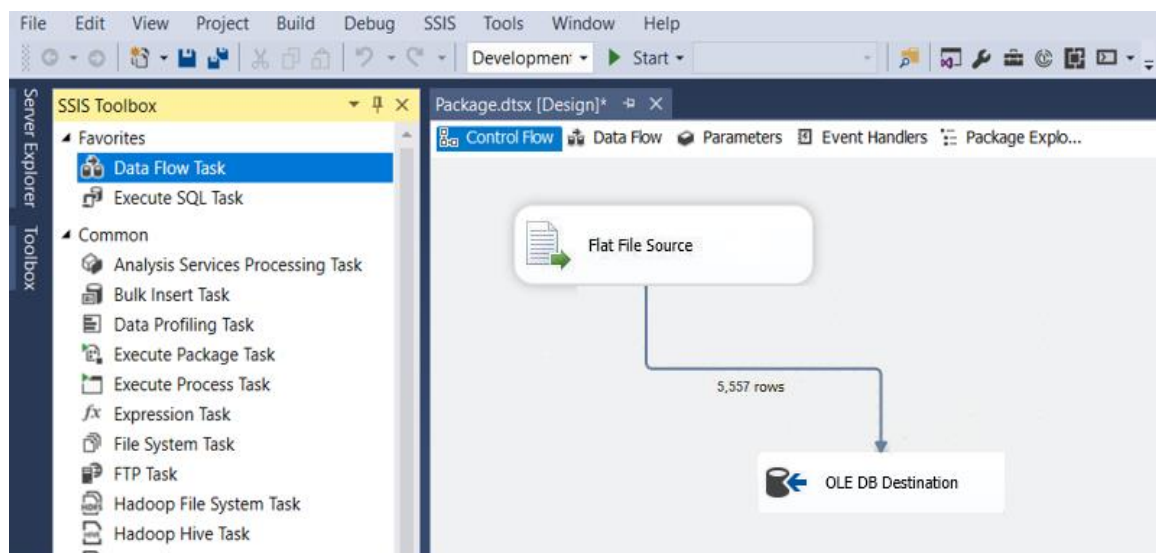 File Edit View Project Build Debug SSIS Tools Window Help
Development Start
Server Explorer
Toolbox
SSIS Toolbox
Favorites
Data Flow Task
Execute SQL Task
Common
Analysis Services Processing Task
Bulk Insert Task
Data Profiling Task
Execute Package Task
Execute Process Task
fx Expression Task
File System Task
FTP Task
Hadoop File System Task
Hadoop Hive Task
Package.dtsx [Design]*
Control Flow Data Flow Parameters Event Handlers Package Explo...
Flat File Source
5,557 rows
OLE DB Destination